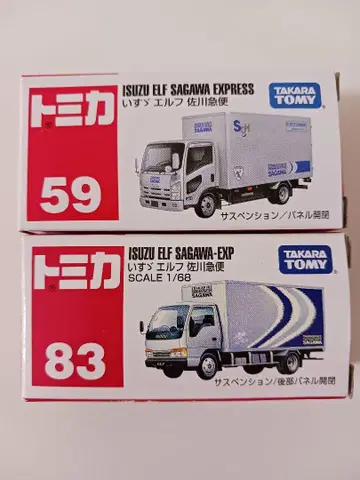 トミカ
59
ISUZU ELF SAGAWA EXPRESS
いすゞ エルフ 佐川急便
TAKARA
TOMY
SGH
SAGAWA
サスペンション/パネル開閉
トミカ
83
ISUZU ELF SAGAWA-EXP
いすゞ エルフ 佐川急便
SCALE 1/68
TAKARA
TOMY
SAGAWA
ISUZU
サスペンション/後部パネル開閉